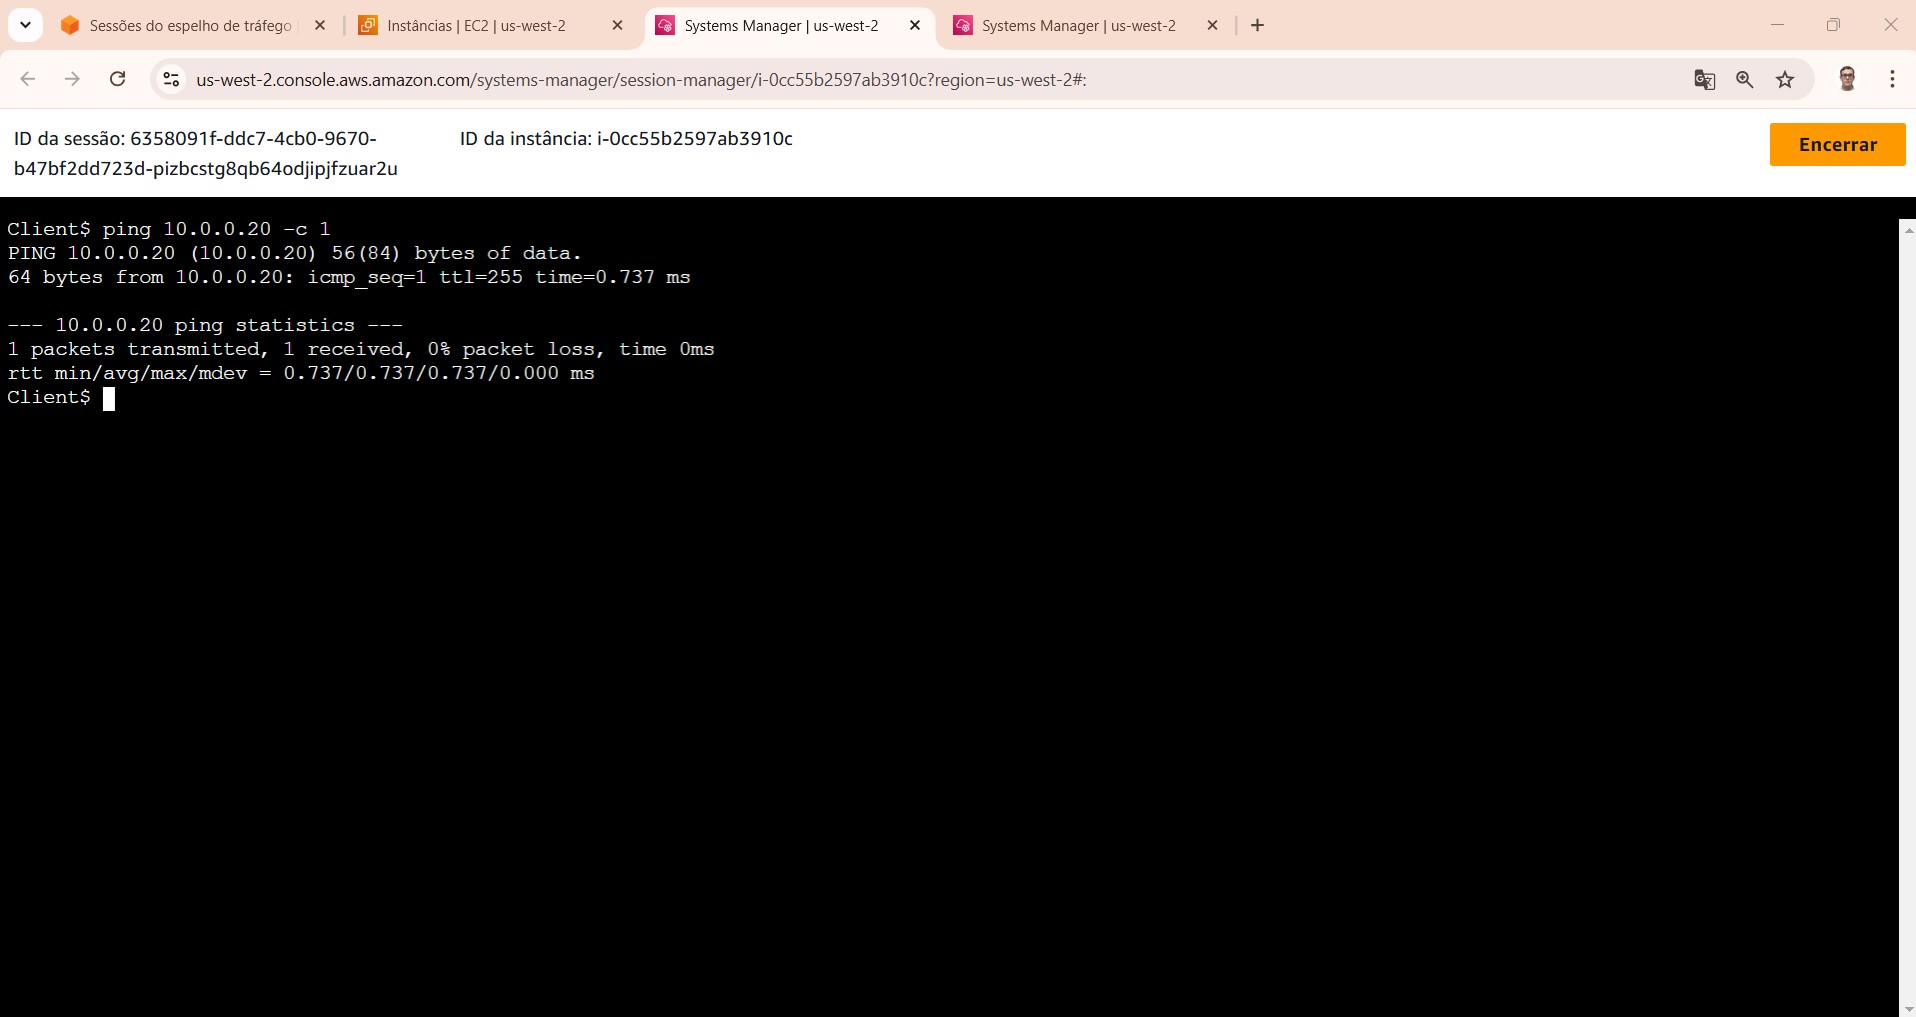 Sessões do espelho de tráfego
Instâncias | EC2 | us-west-2
Systems Manager | us-west-2
Systems Manager | us-west-2
us-west-2.console.aws.amazon.com/systems-manager/session-manager/i-0cc55b2597ab3910c?region=us-west-2#:
ID da sessão: 6358091f-ddc7-4cb0-9670-
b47bf2dd723d-pizbcstg8qb64odjipjfzuar2u
ID da instância: i-0cc55b2597ab3910c
Encerrar
Client$ ping 10.0.0.20 -c 1
PING 10.0.0.20 (10.0.0.20) 56(84) bytes of data.
64 bytes from 10.0.0.20: icmp_seq=1 ttl=255 time=0.737 ms
--- 10.0.0.20 ping statistics ---
1 packets transmitted, 1 received, 0% packet loss, time 0ms
rtt min/avg/max/mdev = 0.737/0.737/0.737/0.000 ms
Client$